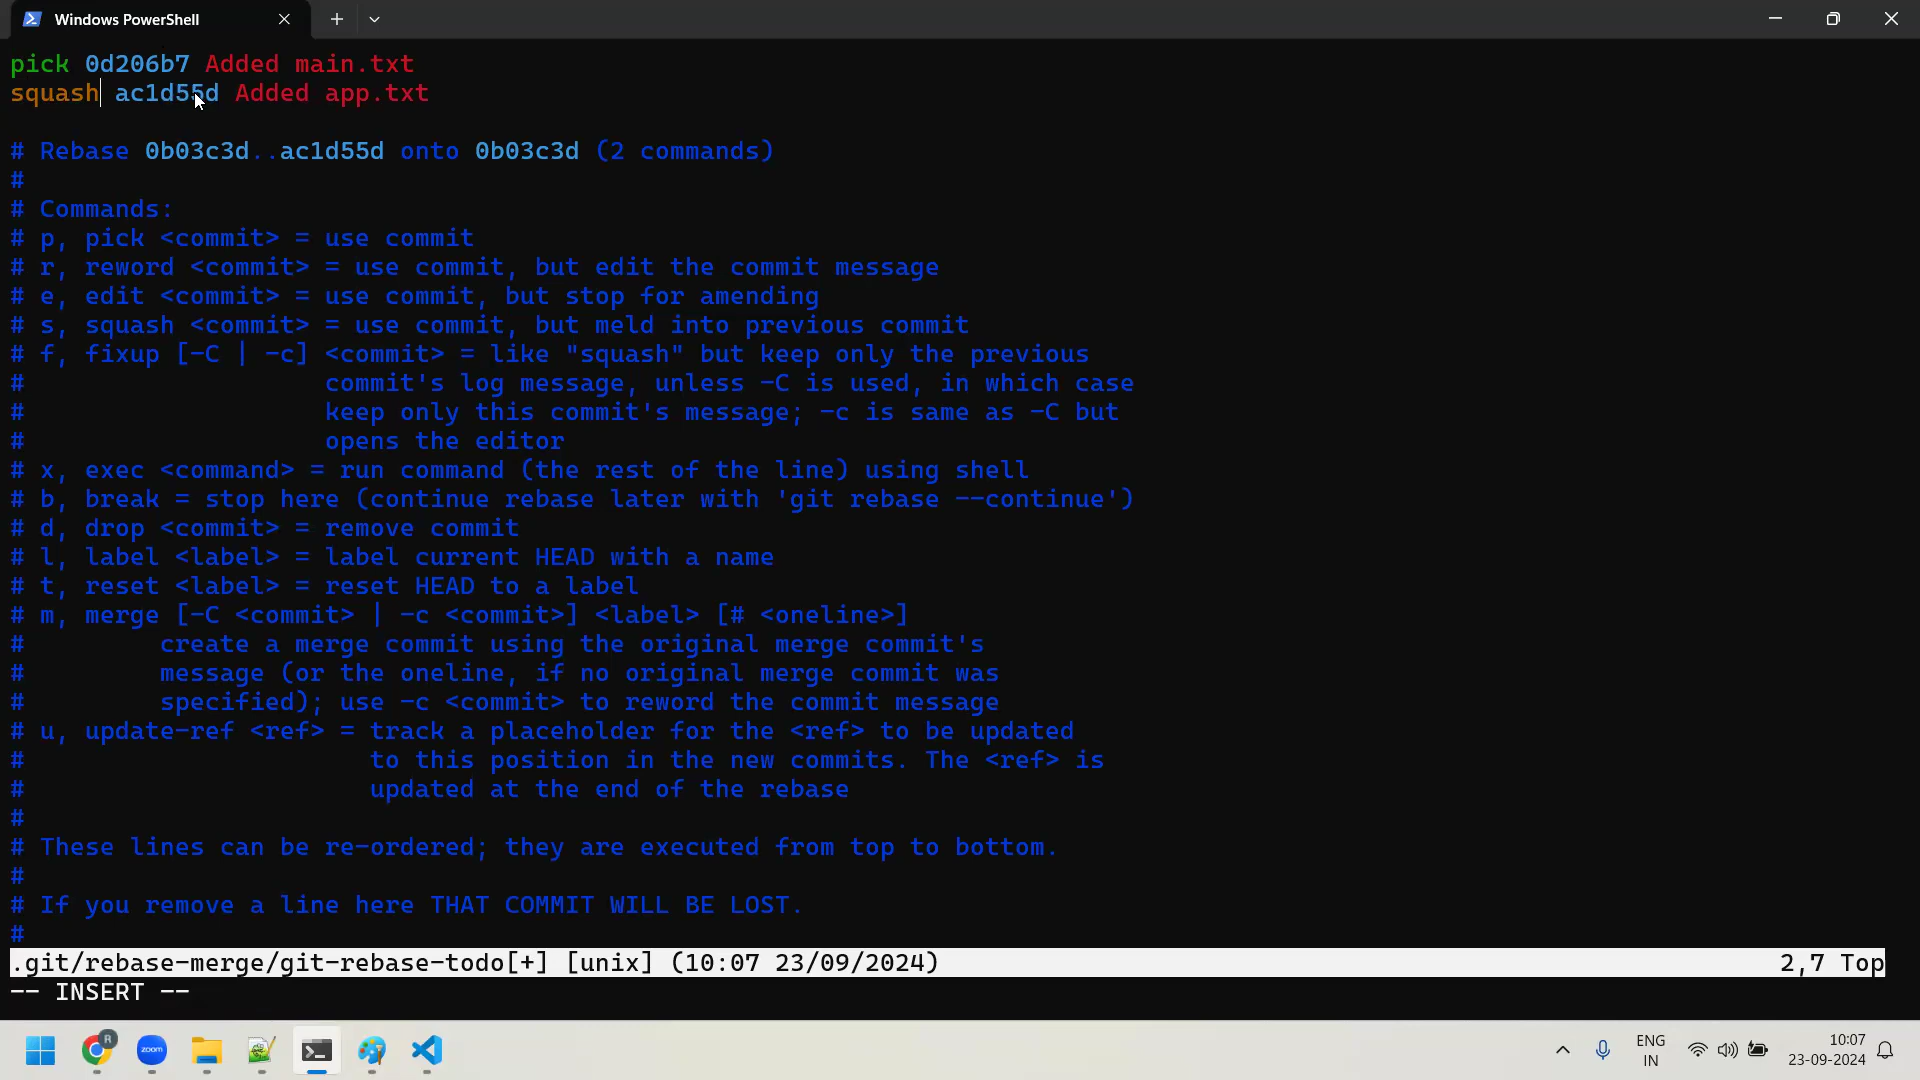 Windows PowerShell
pick 0d206b7 Added main.txt
squash ac1d55d Added app.txt
# Rebase 0b03c3d..ac1d55d onto 0b03c3d (2 commands)
#
# Commands:
# p, pick <commit> = use commit
# r, reword <commit> = use commit, but edit the commit message
# e, edit <commit> = use commit, but stop for amending
# s, squash <commit> = use commit, but meld into previous commit
# f, fixup [-C | -c] <commit> = like "squash" but keep only the previous
#                    commit's log message, unless -C is used, in which case
#                    keep only this commit's message; -c is same as -C but
#                    opens the editor
# x, exec <command> = run command (the rest of the line) using shell
# b, break = stop here (continue rebase later with 'git rebase --continue')
# d, drop <commit> = remove commit
# l, label <label> = label current HEAD with a name
# t, reset <label> = reset HEAD to a label
# m, merge [-C <commit> | -c <commit>] <label> [# <oneline>]
#         create a merge commit using the original merge commit's
#         message (or the oneline, if no original merge commit was
#         specified); use -c <commit> to reword the commit message
# u, update-ref <ref> = track a placeholder for the <ref> to be updated
#                       to this position in the new commits. The <ref> is
#                       updated at the end of the rebase
#
# These lines can be re-ordered; they are executed from top to bottom.
#
# If you remove a line here THAT COMMIT WILL BE LOST.
#
.git/rebase-merge/git-rebase-todo[+] [unix] (10:07 23/09/2024) 2,7 Top
-- INSERT --
R
zoom
ENG
IN
10:07
23-09-2024